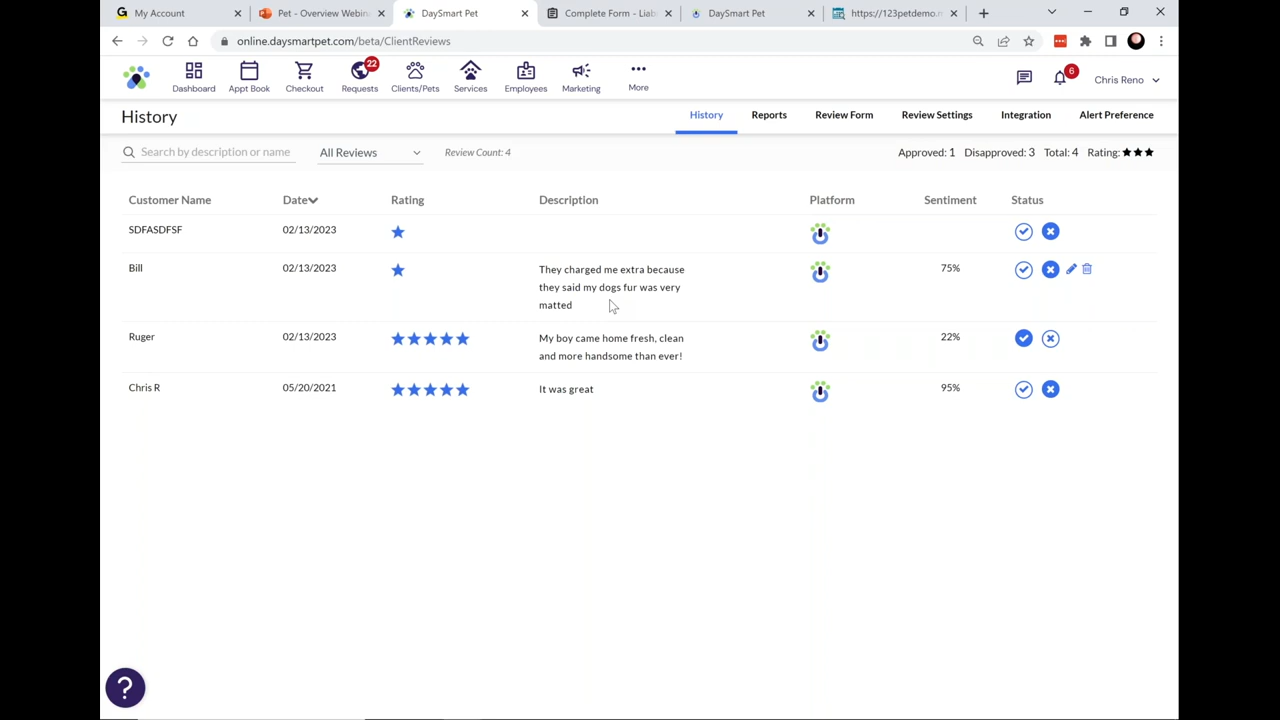 My Account
Pet - Overview Webin
DaySmart Pet
Complete Form - Liab
DaySmart Pet
https://123petdemo.m
online.daysmartpet.com/beta/ClientReviews
Dashboard
Appt Book
Checkout
22
Requests
Clients/Pets
Services
Employees
Marketing
More
6
Chris Reno
History
History
Reports
Review Form
Review Settings
Integration
Alert Preference
Search by description or name
All Reviews
Review Count: 4
Approved: 1 Disapproved: 3 Total: 4 Rating:
Customer Name
Date
Rating
Description
Platform
Sentiment
Status
SDFASDFSF
02/13/2023
Bill
02/13/2023
They charged me extra because
they said my dogs fur was very
matted
75%
Ruger
02/13/2023
My boy came home fresh, clean
and more handsome than ever!
22%
Chris R
05/20/2021
It was great
95%
?